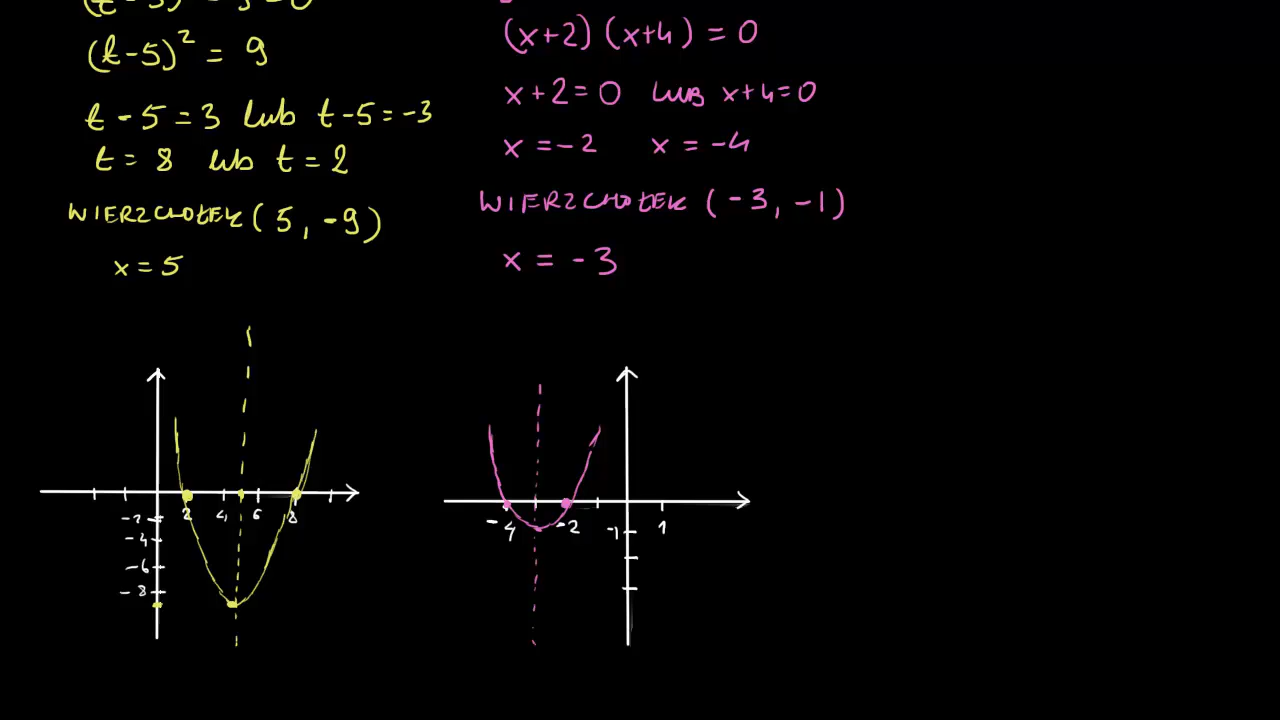 (t-5)² = 9
t - 5 = 3 lub t - 5 = -3
t = 8 lub t = 2
WIERZCHOŁEK (5, -9)
x = 5
(x+2)(x+4) = 0
x + 2 = 0 lub x + 4 = 0
x = -2 x = -4
WIERZCHOŁEK (-3, -1)
x = -3
2 4 6 8
-2
-4
-6
-8
-4 -2 1
-1